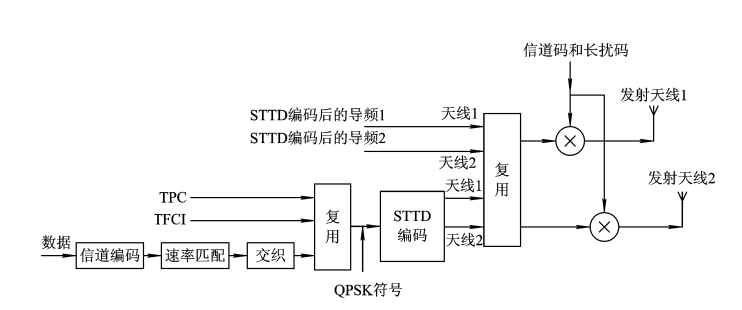 信道码和长扰码
发射天线1
STTD编码后的导频1
天线1
STTD编码后的导频2
天线2
复用
发射天线2
TPC
天线1
STTD
编码
TFCI
复用
天线2
数据
信道编码
速率匹配
交织
QPSK符号